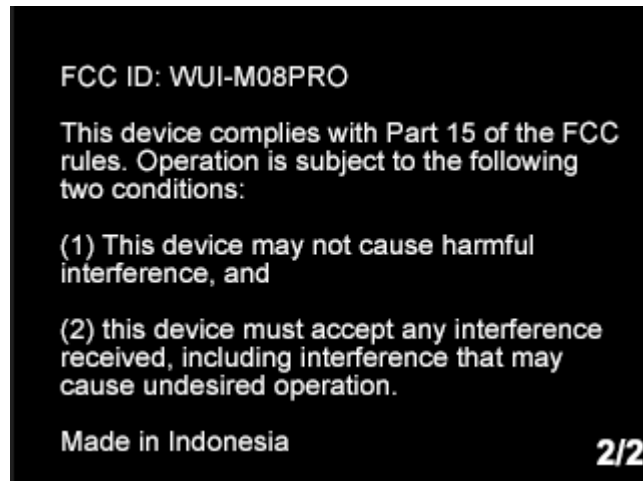 FCC ID: WUI-M08PRO
This device complies with Part 15 of the FCC
rules. Operation is subject to the following
two conditions:
(1) This device may not cause harmful
interference, and
(2) this device must accept any interference
received, including interference that may
cause undesired operation.
Made in Indonesia
2/2